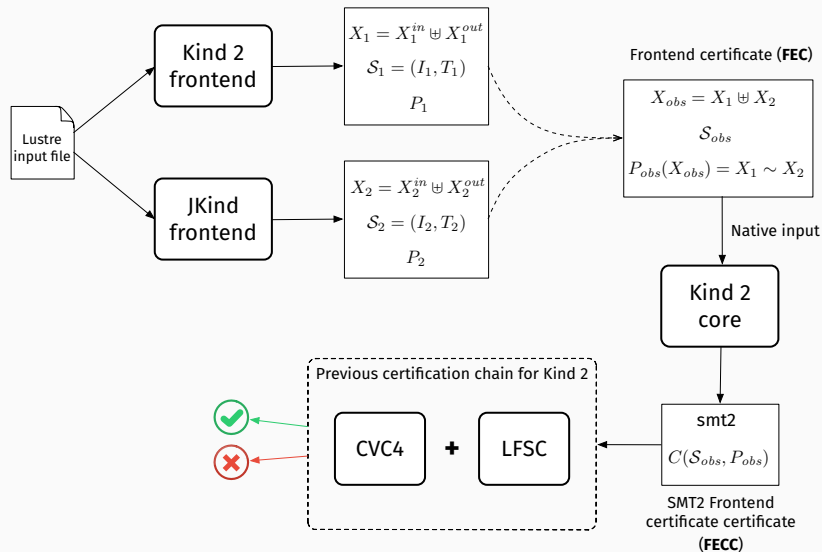 Kind 2
frontend
X_1 = X_1^{in} ⊎ X_1^{out}
S_1 = (I_1, T_1)
P_1
Frontend certificate (FEC)
X_{obs} = X_1 ⊎ X_2
S_{obs}
P_{obs}(X_{obs}) = X_1 ∼ X_2
Lustre
input file
JKind
frontend
X_2 = X_2^{in} ⊎ X_2^{out}
S_2 = (I_2, T_2)
P_2
Native input
Kind 2
core
Previous certification chain for Kind 2
CVC4 + LFSC
smt2
C(S_{obs}, P_{obs})
SMT2 Frontend
certificate certificate
(FECC)